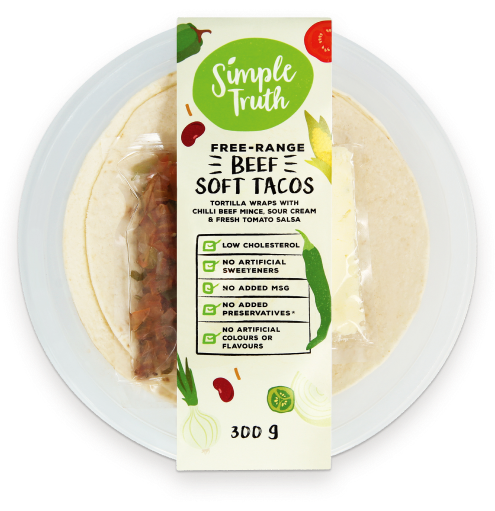 Simple
Truth
FREE-RANGE
BEEF
SOFT TACOS
TORTILLA WRAPS WITH
CHILLI BEEF MINCE, SOUR CREAM
& FRESH TOMATO SALSA
LOW CHOLESTEROL
NO ARTIFICIAL
SWEETENERS
NO ADDED MSG
NO ADDED
PRESERVATIVES*
NO ARTIFICIAL
COLOURS OR
FLAVOURS
300 g